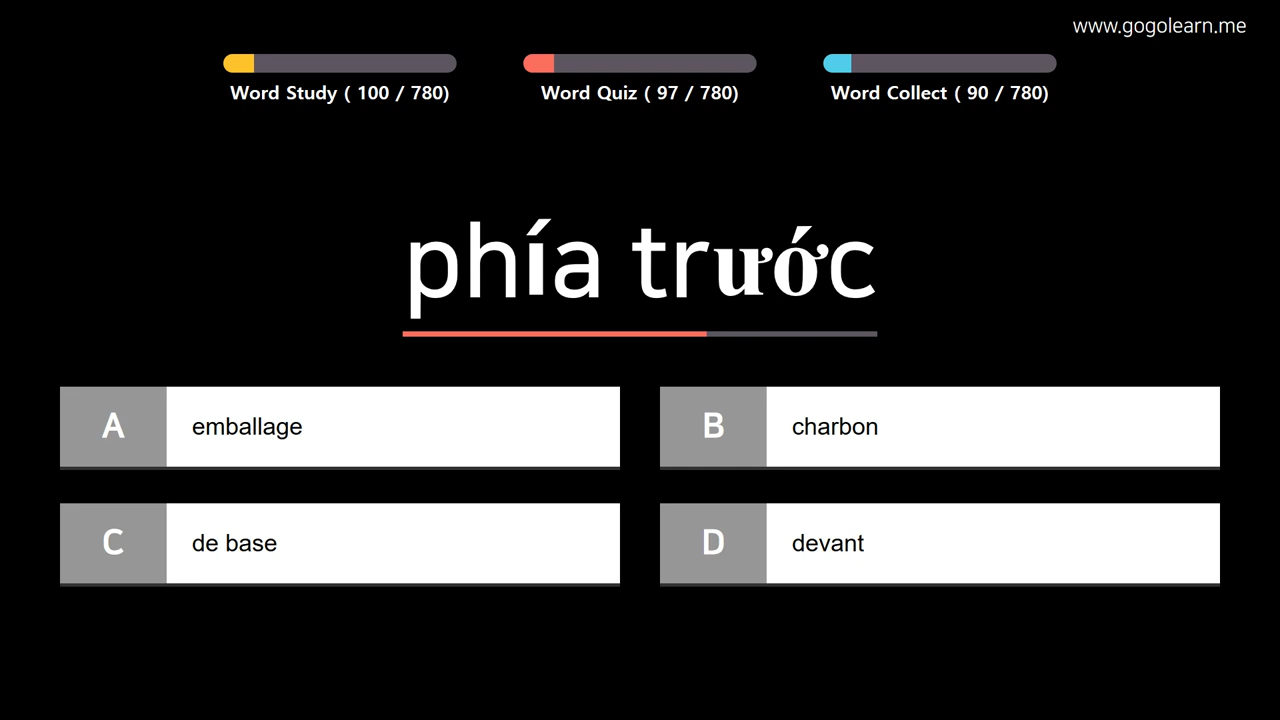 www.gogolearn.me
Word Study ( 100 / 780)
Word Quiz ( 97 / 780)
Word Collect ( 90 / 780)
phía trước
A emballage
B charbon
C de base
D devant